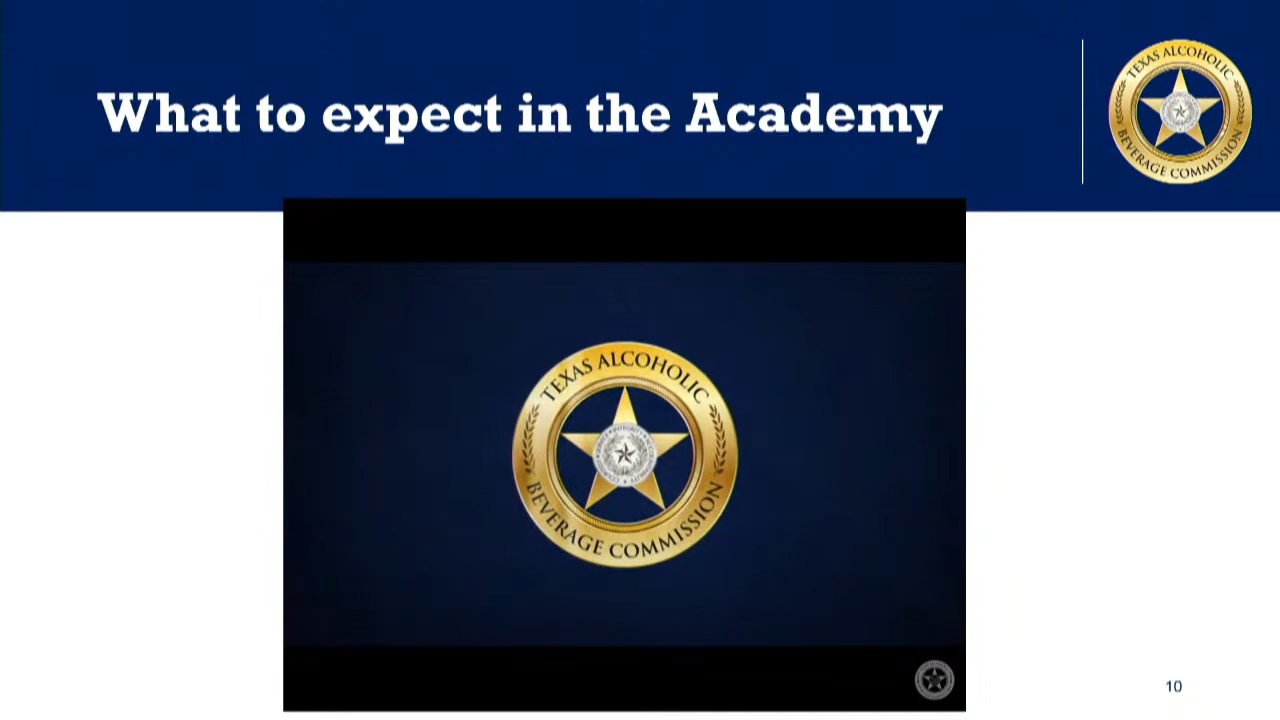 What to expect in the Academy
TEXAS ALCOHOLIC
BEVERAGE COMMISSION
TEXAS ALCOHOLIC
BEVERAGE COMMISSION
10